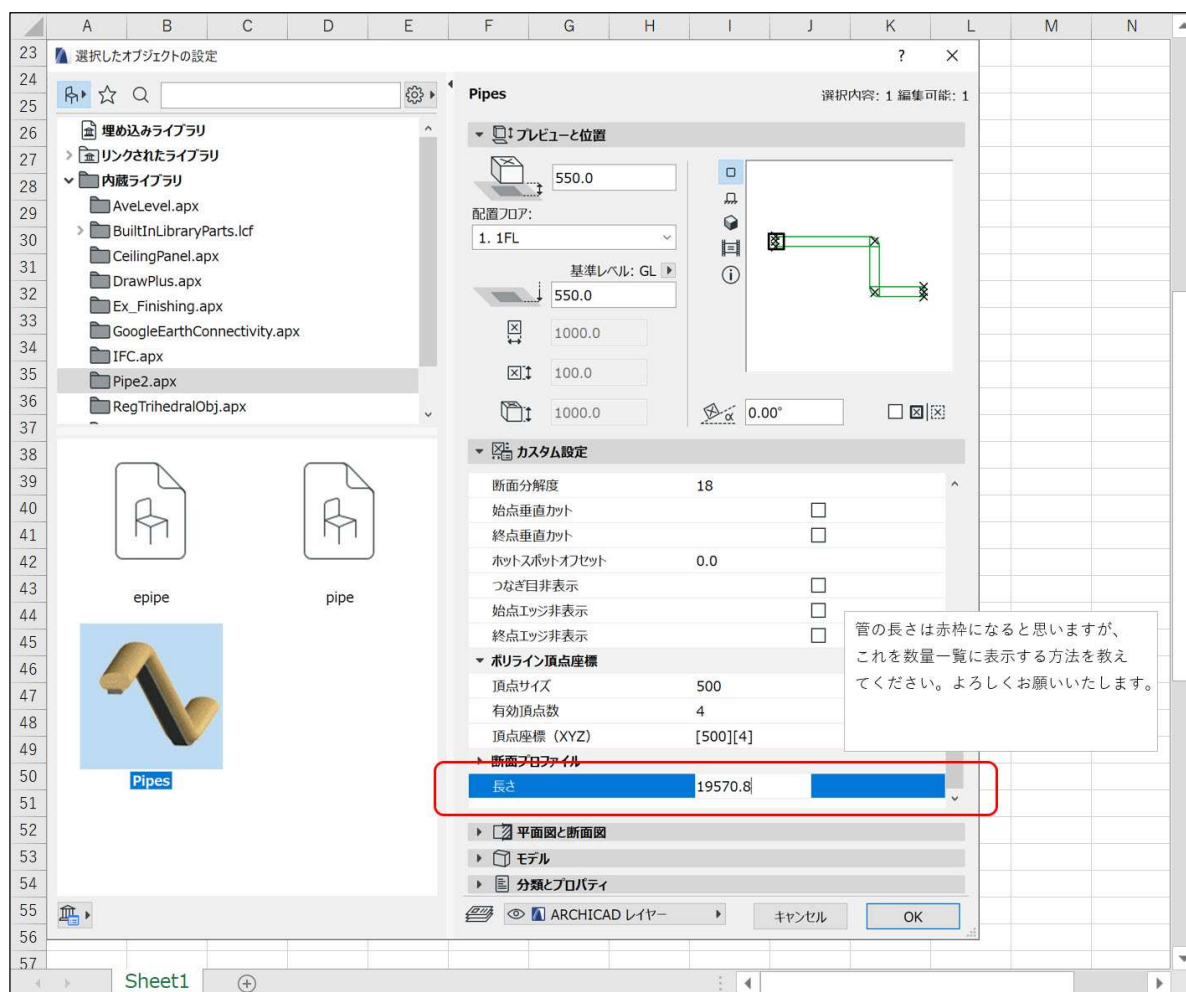 A B C D E F G H I J K L M N
23
24
25
26
27
28
29
30
31
32
33
34
35
36
37
38
39
40
41
42
43
44
45
46
47
48
49
50
51
52
53
54
55
56
57
選択したオブジェクトの設定
? ×
埋め込みライブラリ
リンクされたライブラリ
内蔵ライブラリ
AveLevel.apx
BuiltInLibraryParts.lcf
CeilingPanel.apx
DrawPlus.apx
Ex_Finishing.apx
GoogleEarthConnectivity.apx
IFC.apx
Pipe2.apx
RegTrihedralObj.apx
epipe
pipe
Pipes
Pipes
選択内容: 1 編集可能: 1
プレビューと位置
550.0
配置フロア:
1. 1FL
基準レベル: GL
550.0
1000.0
100.0
1000.0
α 0.00°
カスタム設定
断面分解度 18
始点垂直カット
終点垂直カット
ホットスポットオフセット 0.0
つなぎ目非表示
始点エッジ非表示
終点エッジ非表示
ポリライン頂点座標
頂点サイズ 500
有効頂点数 4
頂点座標（XYZ） [500][4]
断面プロファイル
長さ 19570.8
平面図と断面図
モデル
分類とプロパティ
ARCHICAD レイヤー
キャンセル
OK
管の長さは赤枠になると思いますが、
これを数量一覧に表示する方法を教え
てください。よろしくお願いいたします。
Sheet1